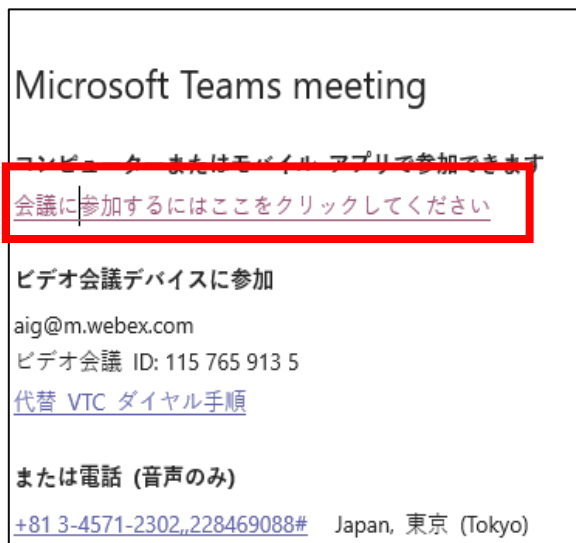 Microsoft Teams meeting
コンピューターまたはモバイル アプリで参加できます
会議に参加するにはここをクリックしてください
ビデオ会議デバイスに参加
aig@m.webex.com
ビデオ会議 ID: 115 765 913 5
代替 VTC ダイヤル手順
または電話 (音声のみ)
+81 3-4571-2302,,228469088# Japan, 東京 (Tokyo)